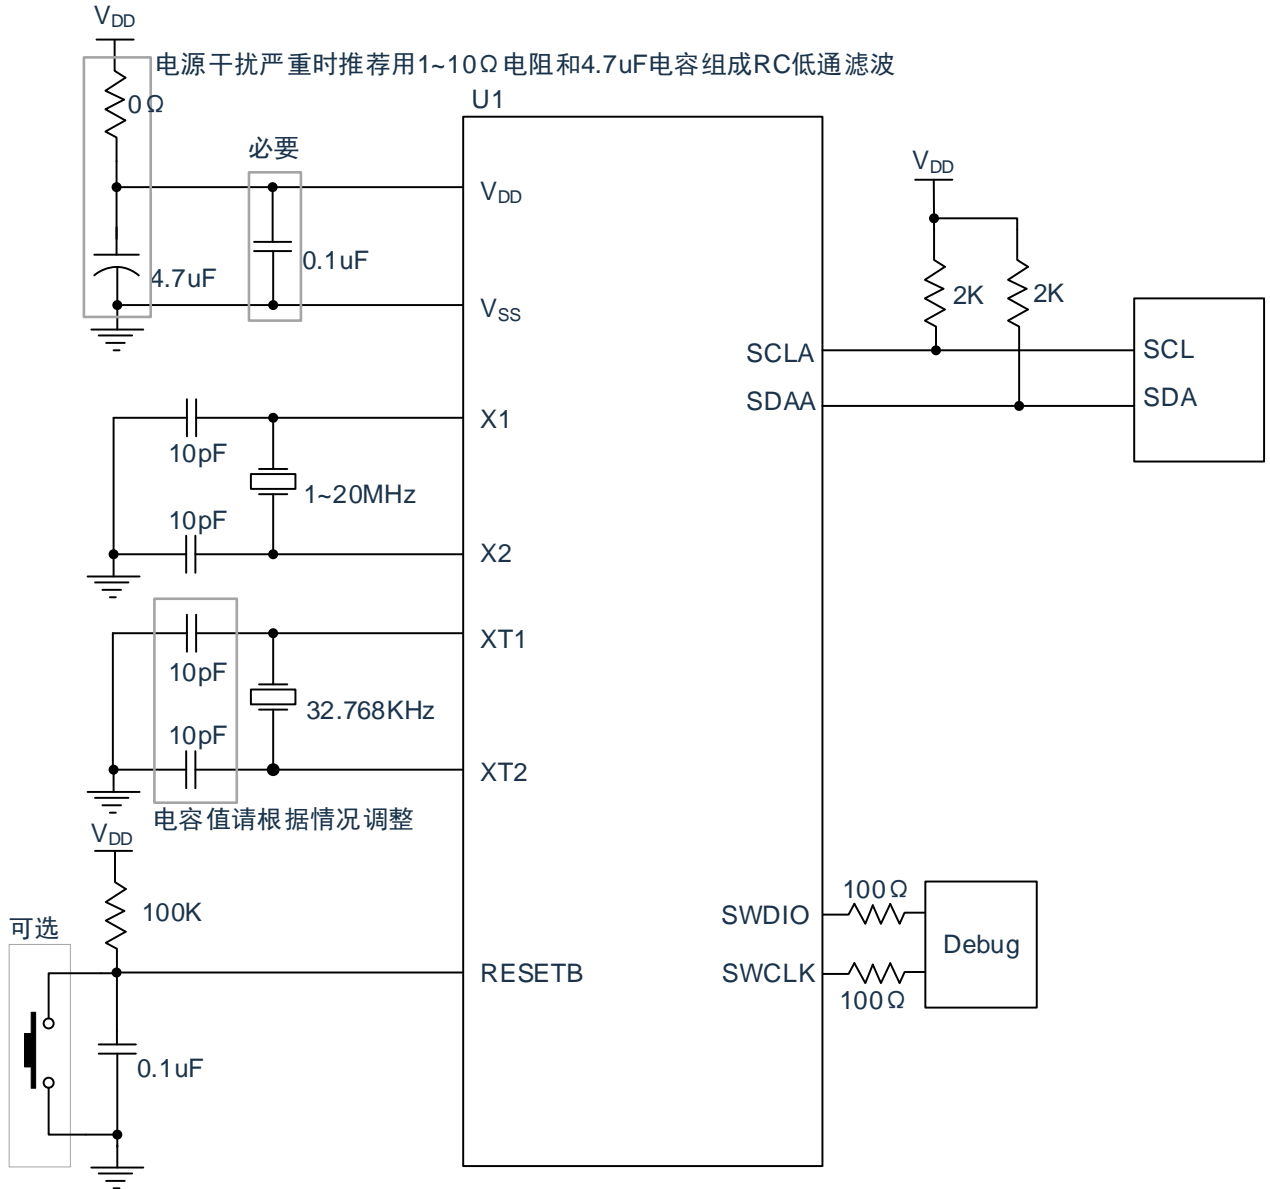 VDD
电源干扰严重时推荐用1~10Ω电阻和4.7uF电容组成RC低通滤波
0Ω
U1
必要
VDD
VDD
0.1uF
4.7uF
VSS
2K
2K
SCLA
SCL
SDAA
SDA
X1
10pF
1~20MHz
10pF
X2
XT1
10pF
32.768KHz
10pF
XT2
电容值请根据情况调整
VDD
100K
100Ω
SWDIO
可选
Debug
RESETB
SWCLK
100Ω
0.1uF